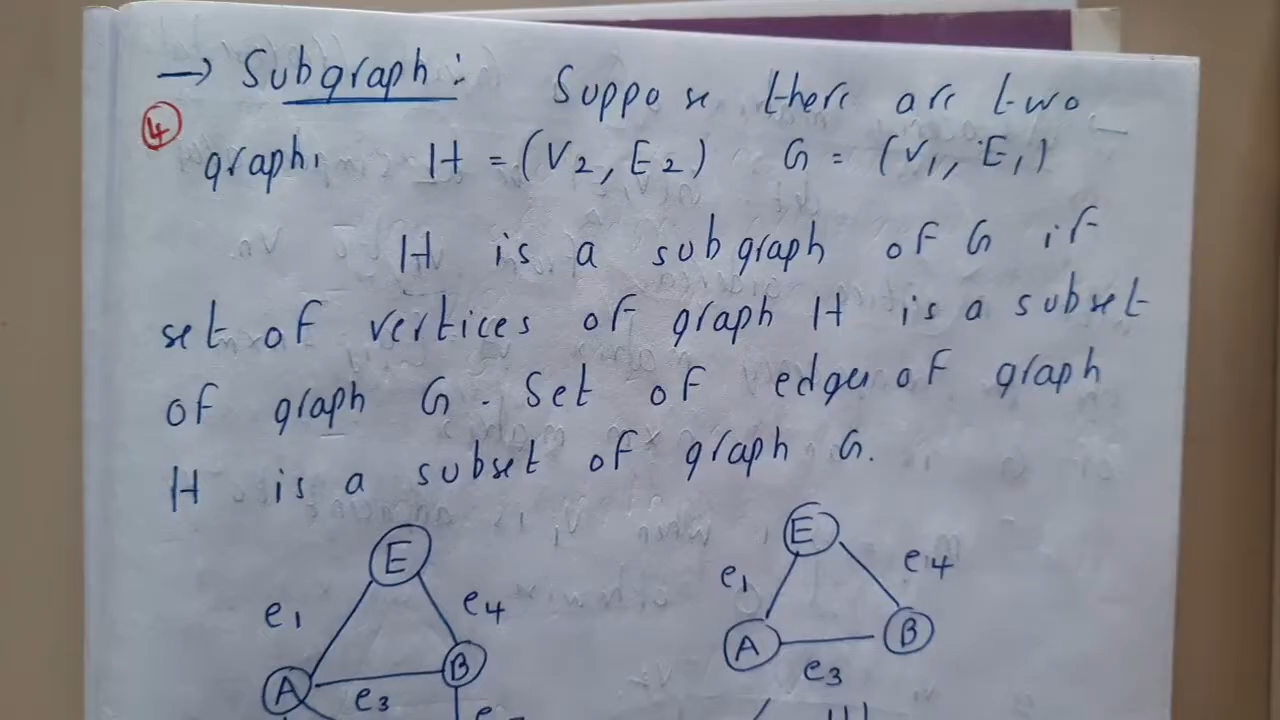 → Subgraph: Suppose there are two
4
graphs H = (V2, E2) G = (V1, E1)
H is a subgraph of G if
set of vertices of graph H is a subset
of graph G. Set of edges of graph
H is a subset of graph G.
E E
e1 e4 e1 e4
A B A B
e3 e3